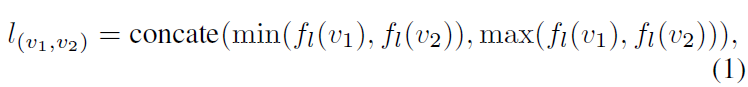 l_{(v_1,v_2)} = concate(min(f_l(v_1), f_l(v_2)), max(f_l(v_1), f_l(v_2))),
(1)